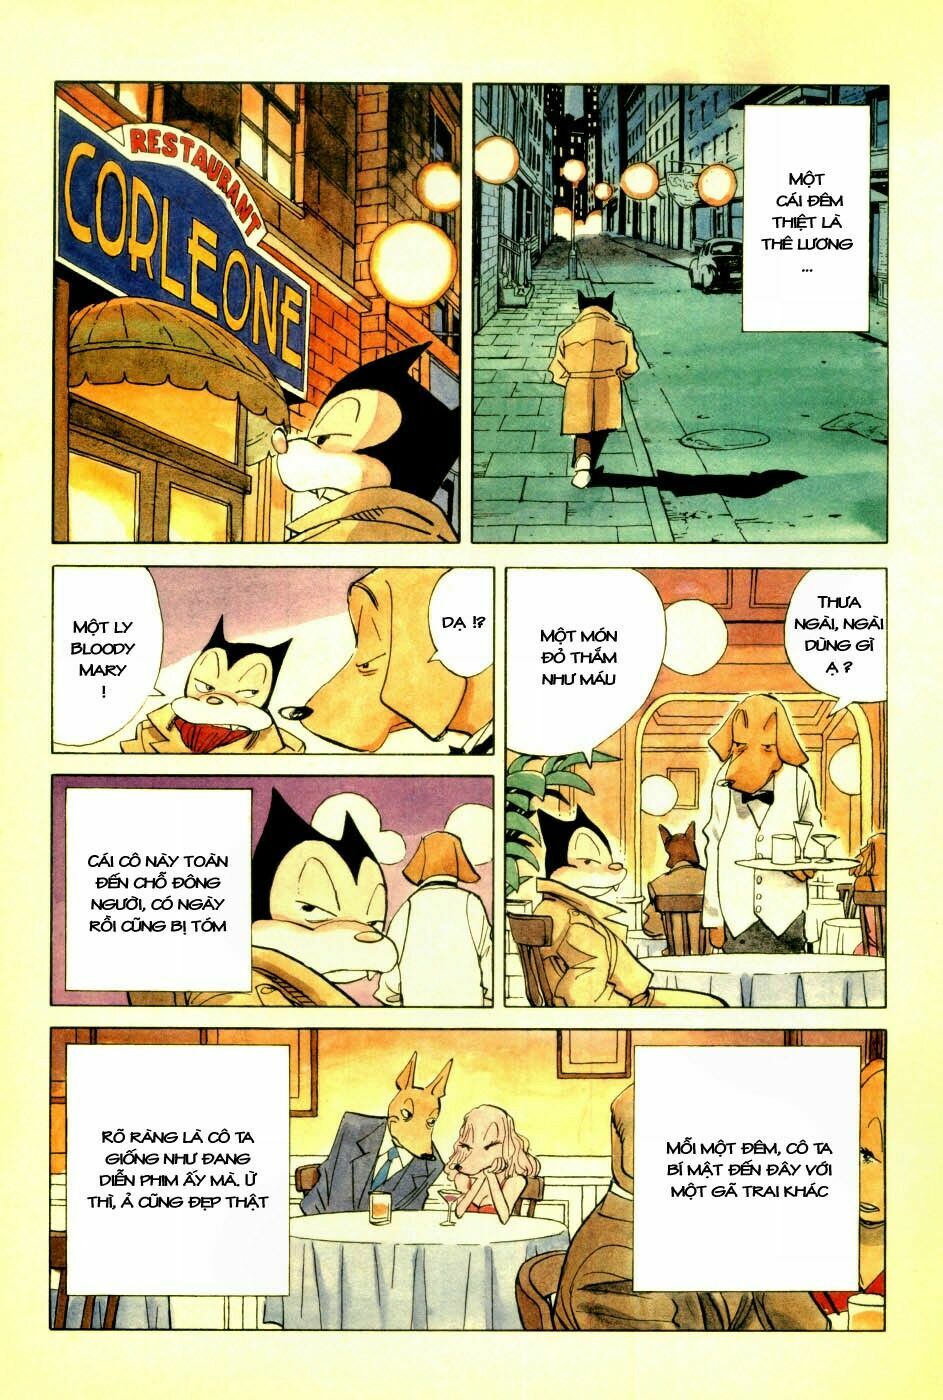 MỘT
CÁI ĐÊM
THIỆT LÀ
THÊ LƯƠNG
...
RESTAURANT
CORLEONE
THƯA
NGÀI, NGÀI
DÙNG GÌ
Ạ ?
MỘT MÓN
ĐỎ THẮM
NHƯ MÁU
DẠ !?
MỘT LY
BLOODY
MARY
!
CÁI CÔ NÀY TOÀN
ĐẾN CHỖ ĐÔNG
NGƯỜI, CÓ NGÀY
RỒI CŨNG BỊ TÓM
MỖI MỘT ĐÊM, CÔ TA
BÍ MẬT ĐẾN ĐÂY VỚI
MỘT GÃ TRAI KHÁC
RÕ RÀNG LÀ CÔ TA
GIỐNG NHƯ ĐANG
DIỄN PHIM ẤY MÀ. Ừ
THÌ, Ả CŨNG ĐẸP THẬT